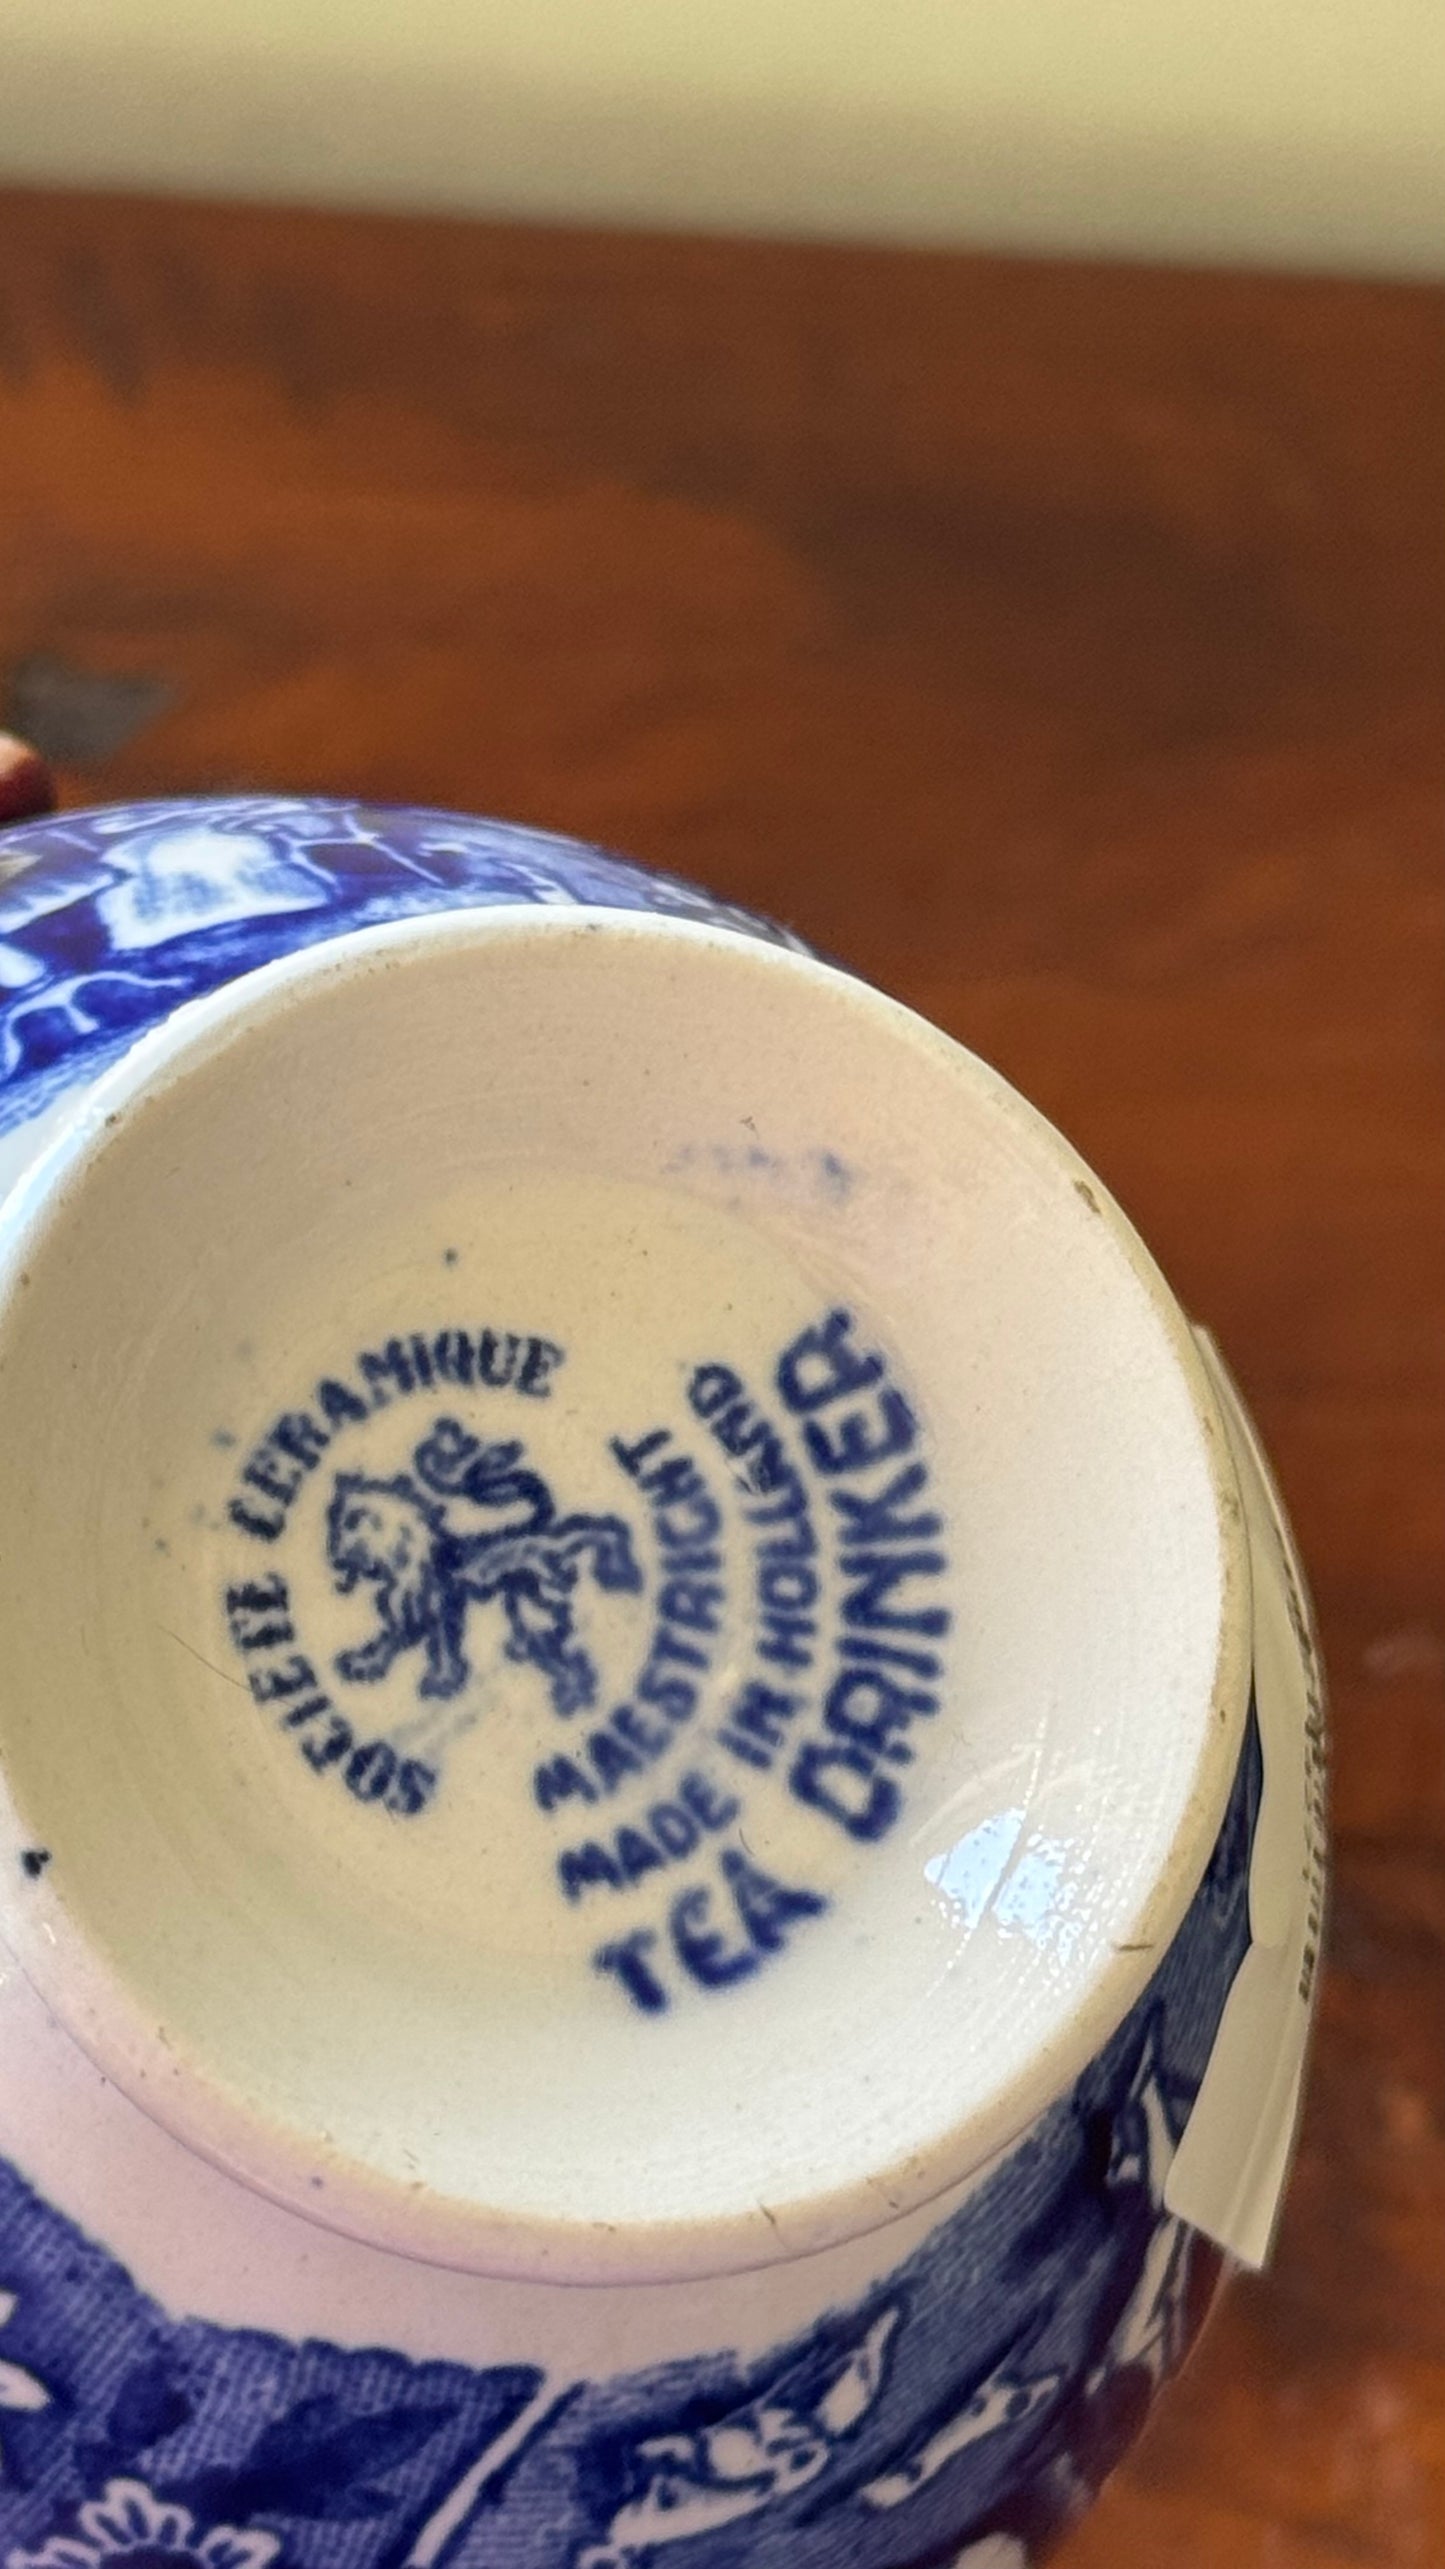 SOCIETE CERAMIQUE
MAESTRICHT
MADE IN HOLLAND
TEA DRINKER